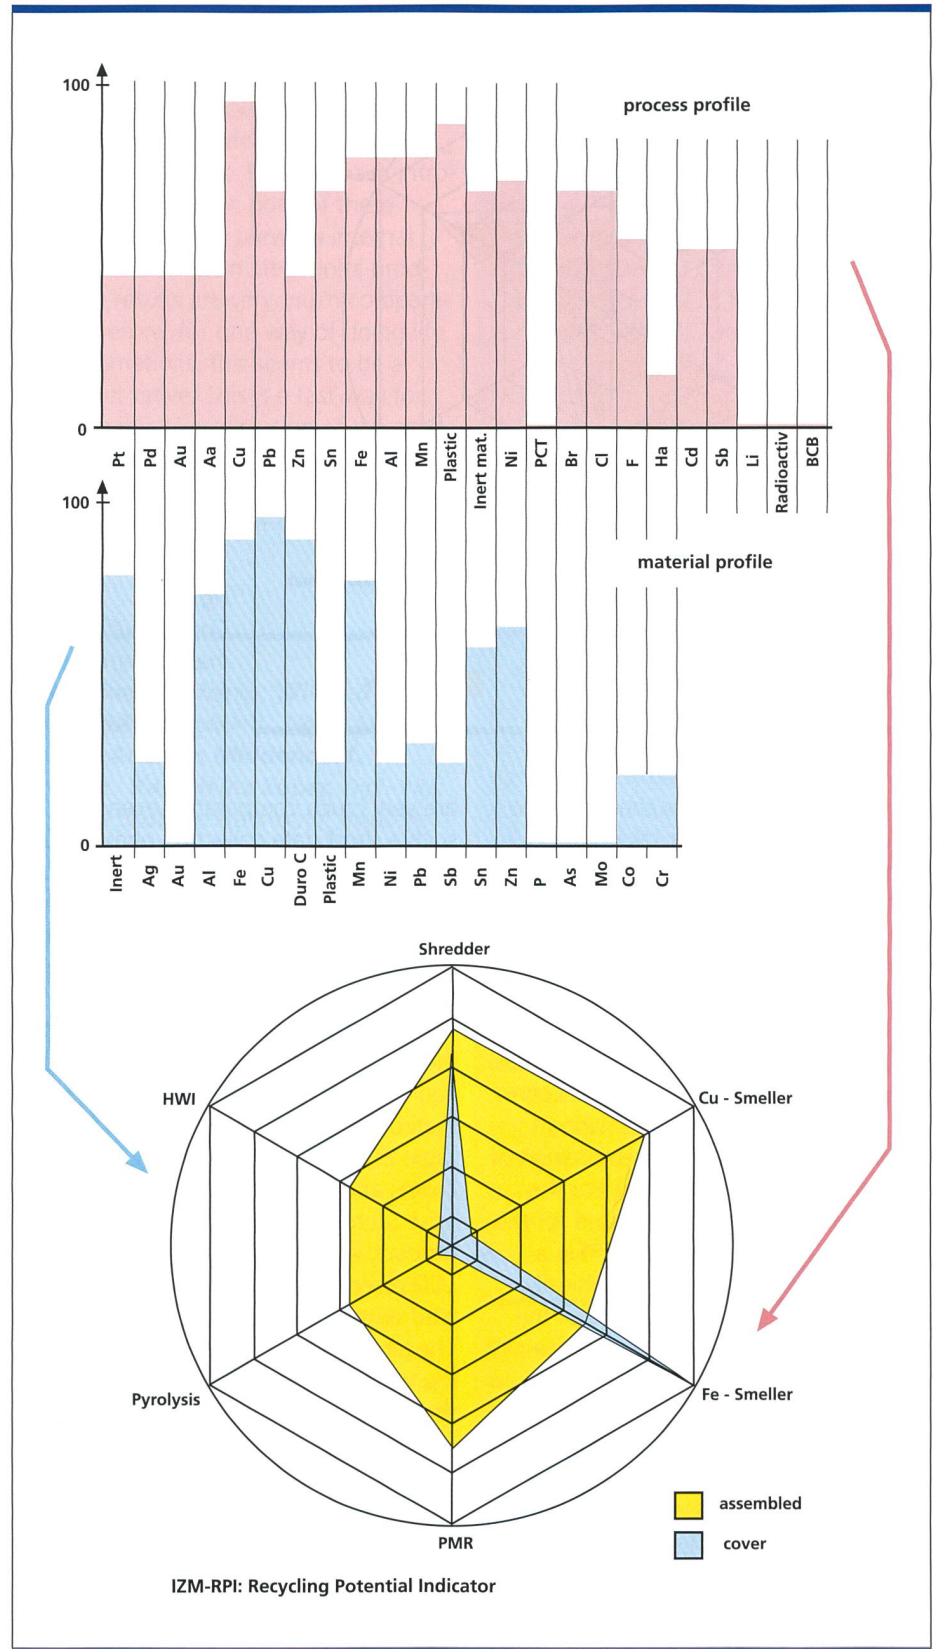 100
process profile
0
Pt Pd Au Aa Cu Pb Zn Sn Fe Al Mn Plastic Inert mat. Ni PCT Br Cl F Ha Cd Sb Li Radioactiv BCB
100
material profile
0
Inert Ag Au Al Fe Cu Duro C Plastic Mn Ni Pb Sb Sn Zn P As Mo Co Cr
Shredder
HWI
Cu - Smeller
Pyrolysis
Fe - Smeller
PMR
assembled
cover
IZM-RPI: Recycling Potential Indicator